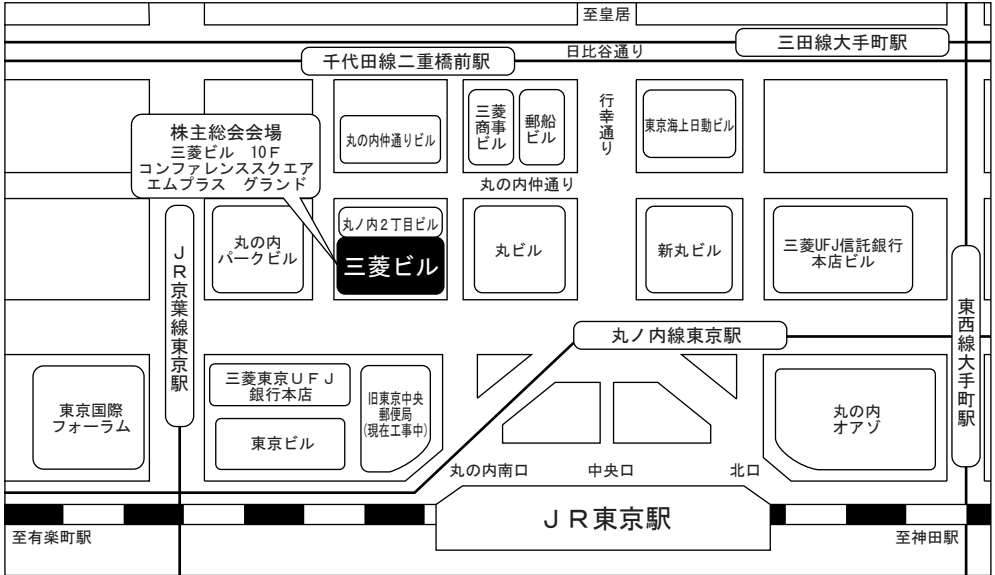 至皇居
三田線大手町駅
日比谷通り
千代田線二重橋前駅
株主総会会場
三菱ビル 10F
コンファレンススクエア
エムプラス グランド
丸の内仲通りビル
三菱
商事
ビル
郵船
ビル
行幸通り
東京海上日動ビル
丸の内仲通り
JR京葉線東京駅
丸の内
パークビル
丸ノ内2丁目ビル
三菱ビル
丸ビル
新丸ビル
三菱UFJ信託銀行
本店ビル
東西線大手町駅
丸ノ内線東京駅
東京国際
フォーラム
三菱東京UFJ
銀行本店
東京ビル
旧東京中央
郵便局
(現在工事中)
丸の内
オアゾ
丸の内南口
中央口
北口
JR東京駅
至有楽町駅
至神田駅